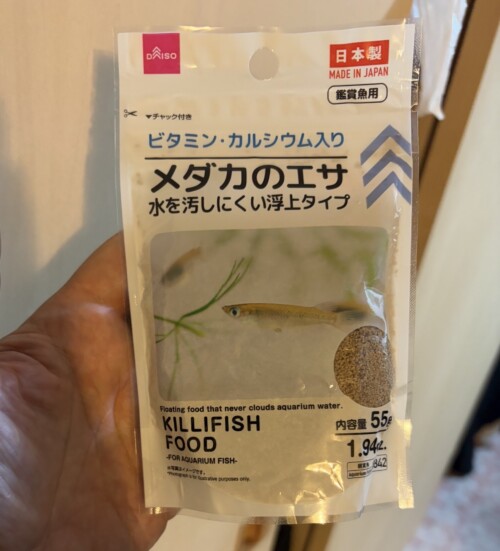 DAISO
日本製
MADE IN JAPAN
鑑賞魚用
▼チャック付き
ビタミン・カルシウム入り
メダカのエサ
水を汚しにくい浮上タイプ
Floating food that never clouds aquarium water.
KILLIFISH
FOOD
-FOR AQUARIUM FISH-
内容量 55g
1.94oz.